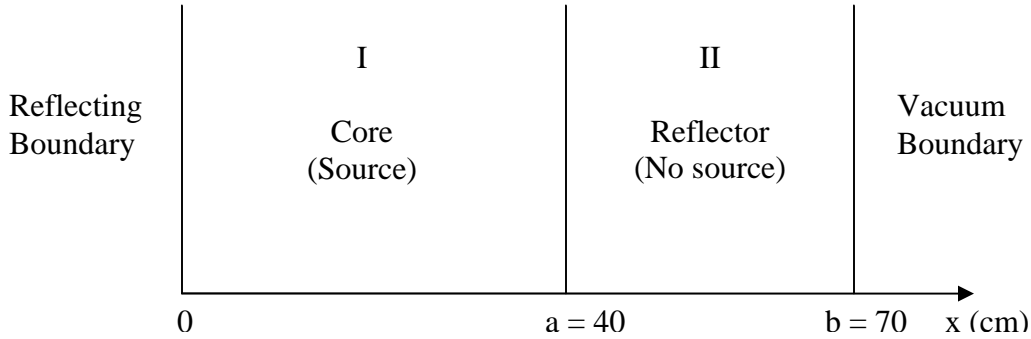 I
II
Reflecting
Boundary
Core
(Source)
Reflector
(No source)
Vacuum
Boundary
0
a = 40
b = 70
x (cm)